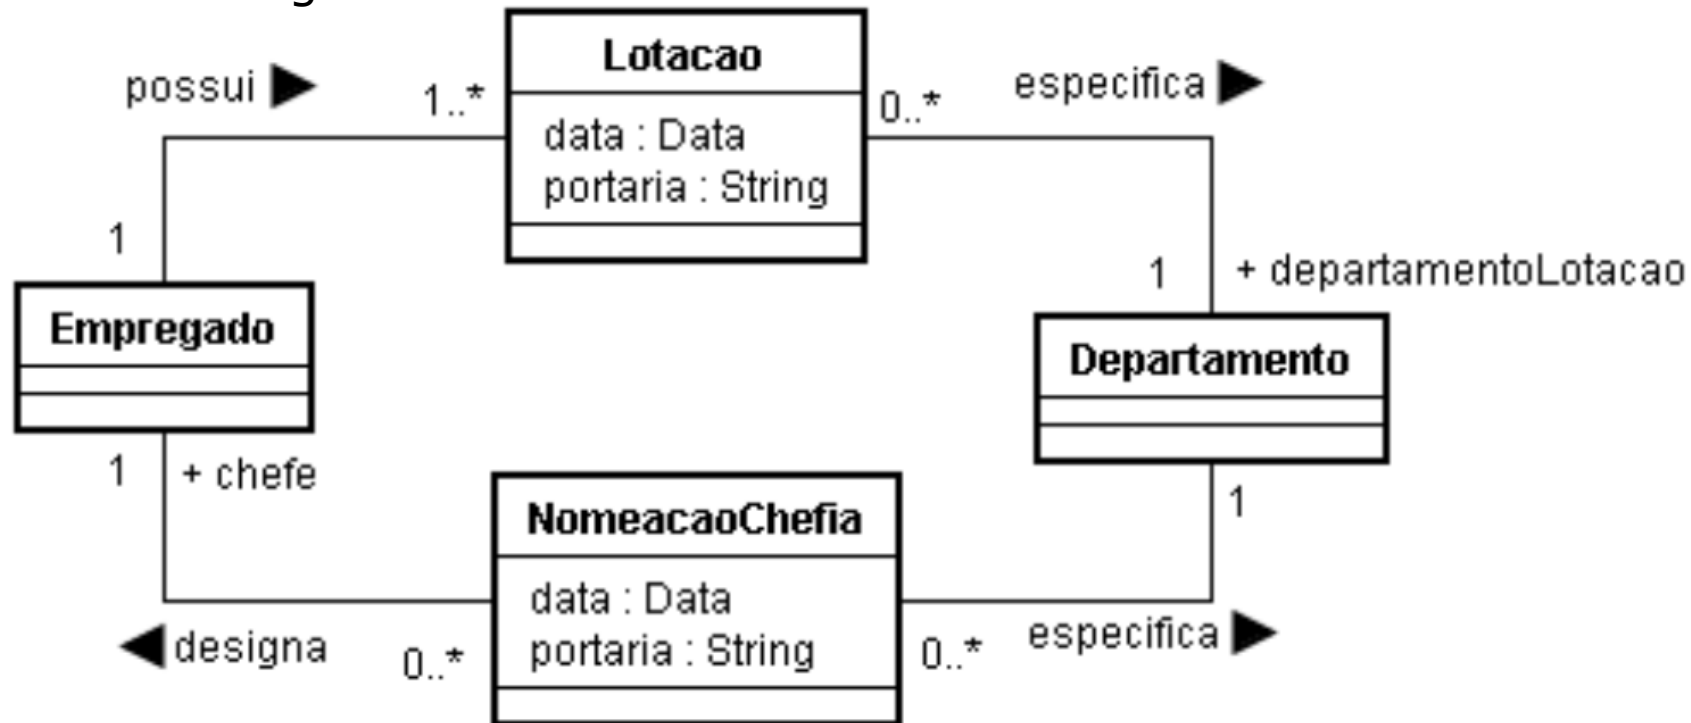 Lotacao
possui
especifica
1..*
0..*
data : Data
portaria : String
1
1
+ departamentoLotacao
Empregado
Departamento
1
+ chefe
1
NomeacaoChefia
data : Data
portaria : String
designa
0..*
0..*
especifica